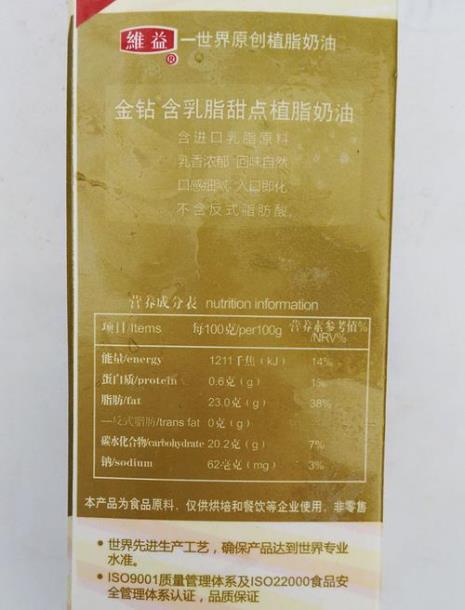 維益® —世界原创植脂奶油
金钻 含乳脂甜点植脂奶油
含进口乳脂原料
乳香浓郁 回味自然
口感细腻 入口即化
不含反式脂肪酸
营养成分表 nutrition information
项目/Items 每100克/per100g 营养素参考值%/NRV%
能量/energy 1211千焦(kJ) 14%
蛋白质/protein 0.6克(g) 1%
脂肪/fat 23.0克(g) 38%
—反式脂肪/trans fat 0克(g)
碳水化合物/carbohydrate 20.2克(g) 7%
钠/sodium 62毫克(mg) 3%
本产品为食品原料，仅供烘培和餐饮等企业使用，非零售
• 世界先进生产工艺，确保产品达到世界专业
水准。
• ISO9001质量管理体系及ISO22000食品安
全管理体系认证，品质保证